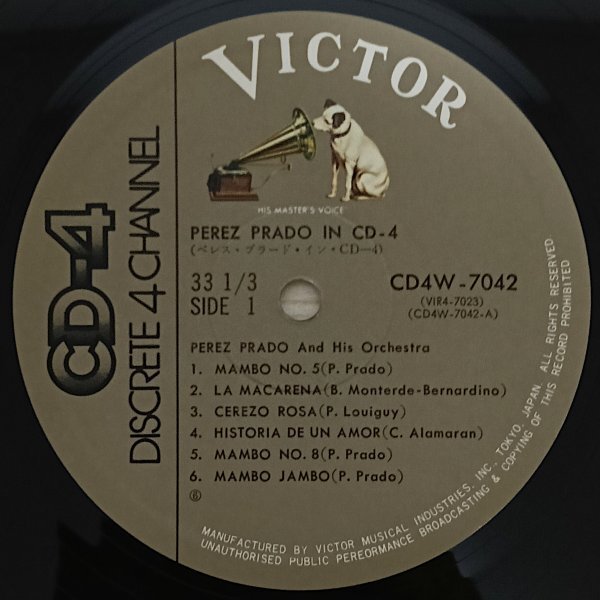 VICTOR
HIS MASTER'S VOICE
CD-4
DISCRETE 4 CHANNEL
PEREZ PRADO IN CD-4
(ペレス・プラード・イン・CD—4)
33 1/3
SIDE 1
CD4W-7042
(VIR4-7023)
(CD4W-7042-A)
PEREZ PRADO And His Orchestra
1. MAMBO NO. 5(P. Prado)
2. LA MACARENA(B. Monterde-Bernardino)
3. CEREZO ROSA(P. Louiguy)
4. HISTORIA DE UN AMOR(C. Alamaran)
5. MAMBO NO. 8(P. Prado)
6. MAMBO JAMBO(P. Prado)
MANUFACTURED BY VICTOR MUSICAL INDUSTRIES, INC., TOKYO, JAPAN. ALL RIGHTS RESERVED.
UNAUTHORISED PUBLIC PEREORMANCE BROADCASTING & COPYING OF THIS RECORD PROHIBITED